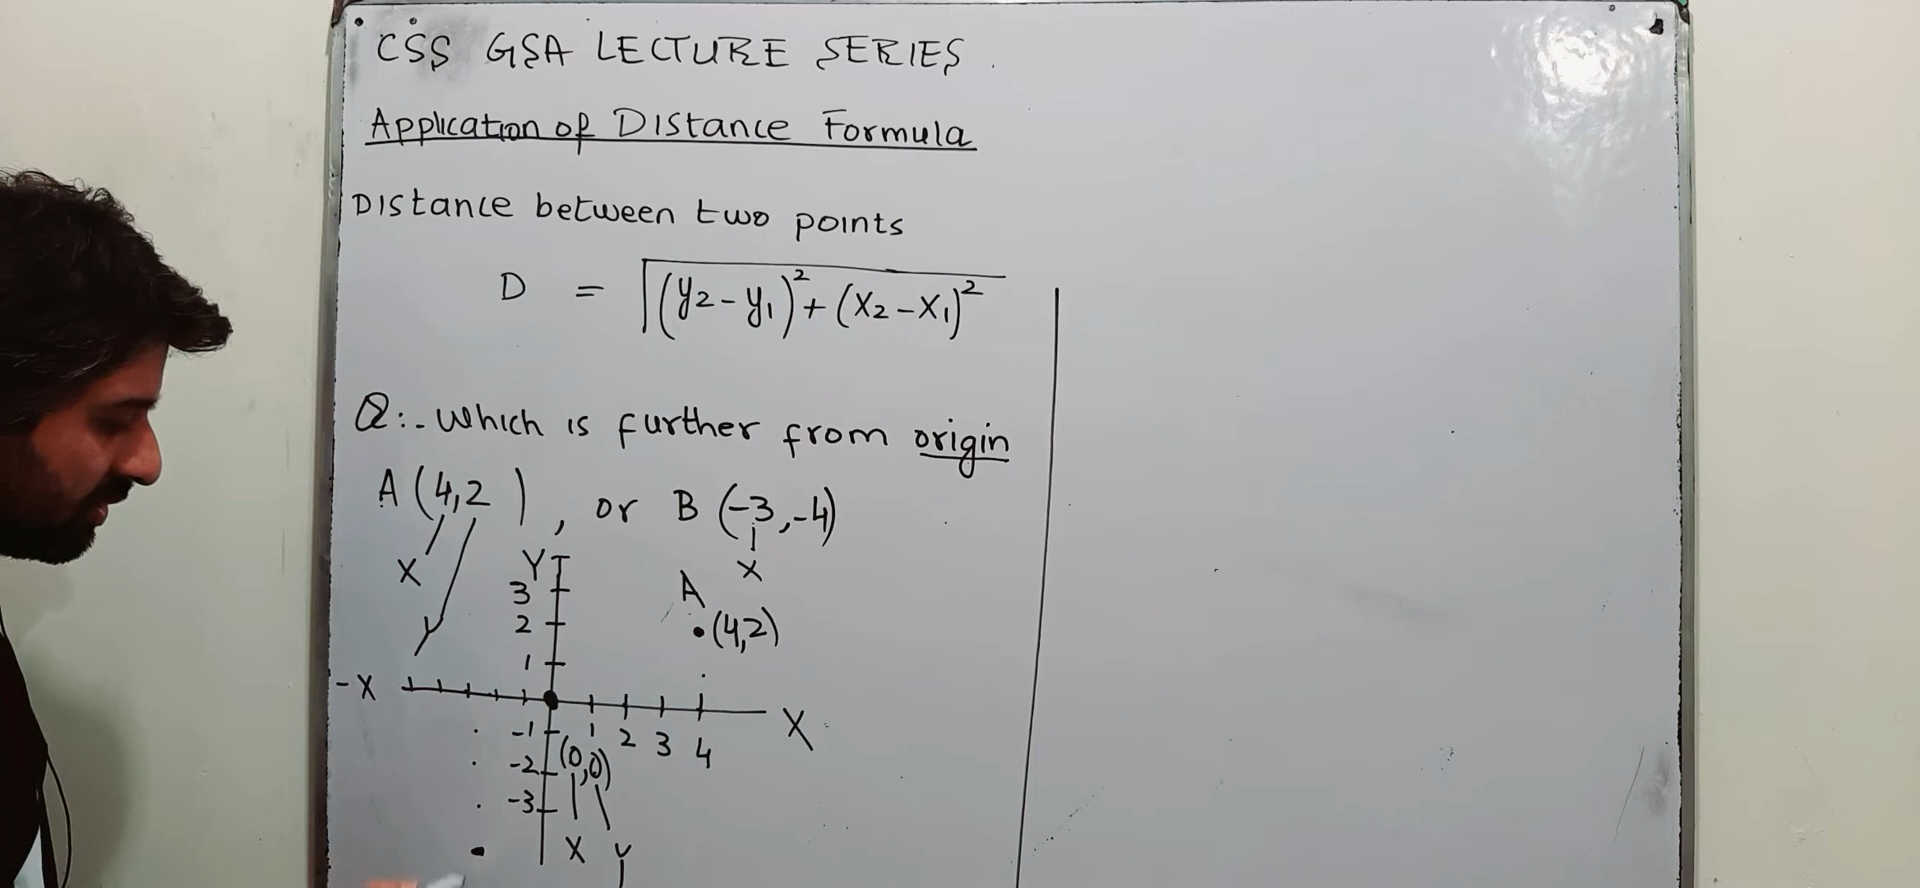 CSS GSA LECTURE SERIES
Application of Distance Formula
Distance between two points
D = √(y₂-y₁)²+(x₂-x₁)²
Q:- Which is further from origin
A(4,2), or B(-3,-4)
X
Y
X
Y
3
2
1
A
(4,2)
-X
X
1 2 3 4
-1
-2
-3
(0,0)
X Y